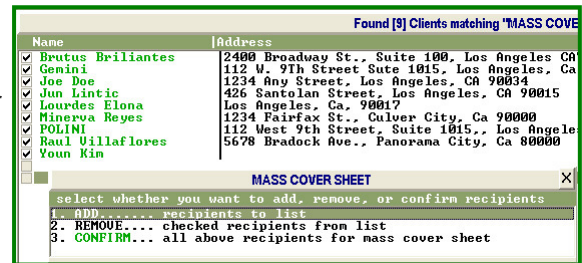 Found [9] Clients matching "MASS COVE
Name |Address
Brutus Briliantes 2400 Broadway St., Suite 100, Los Angeles CA
Gemini 112 W. 9Th Street Sute 1015, Los Angeles, Ca
Joe Doe 1234 Any Street, Los Angeles, CA 90034
Jun Lintic 426 Santolan Street, Los Angeles, CA 90015
Lourdes Elona Los Angeles, Ca, 90017
Minerva Reyes 1234 Fairfax St., Culver City, Ca 90000
POLINI 112 West 9th Street, Suite 1015,, Los Angele
Raul Villaflores 5678 Bradock Ave., Panorama City, Ca 80000
Youn Kim
MASS COVER SHEET X
select whether you want to add, remove, or confirm recipients
1. ADD....... recipients to list
2. REMOVE.... checked recipients from list
3. CONFIRM... all above recipients for mass cover sheet